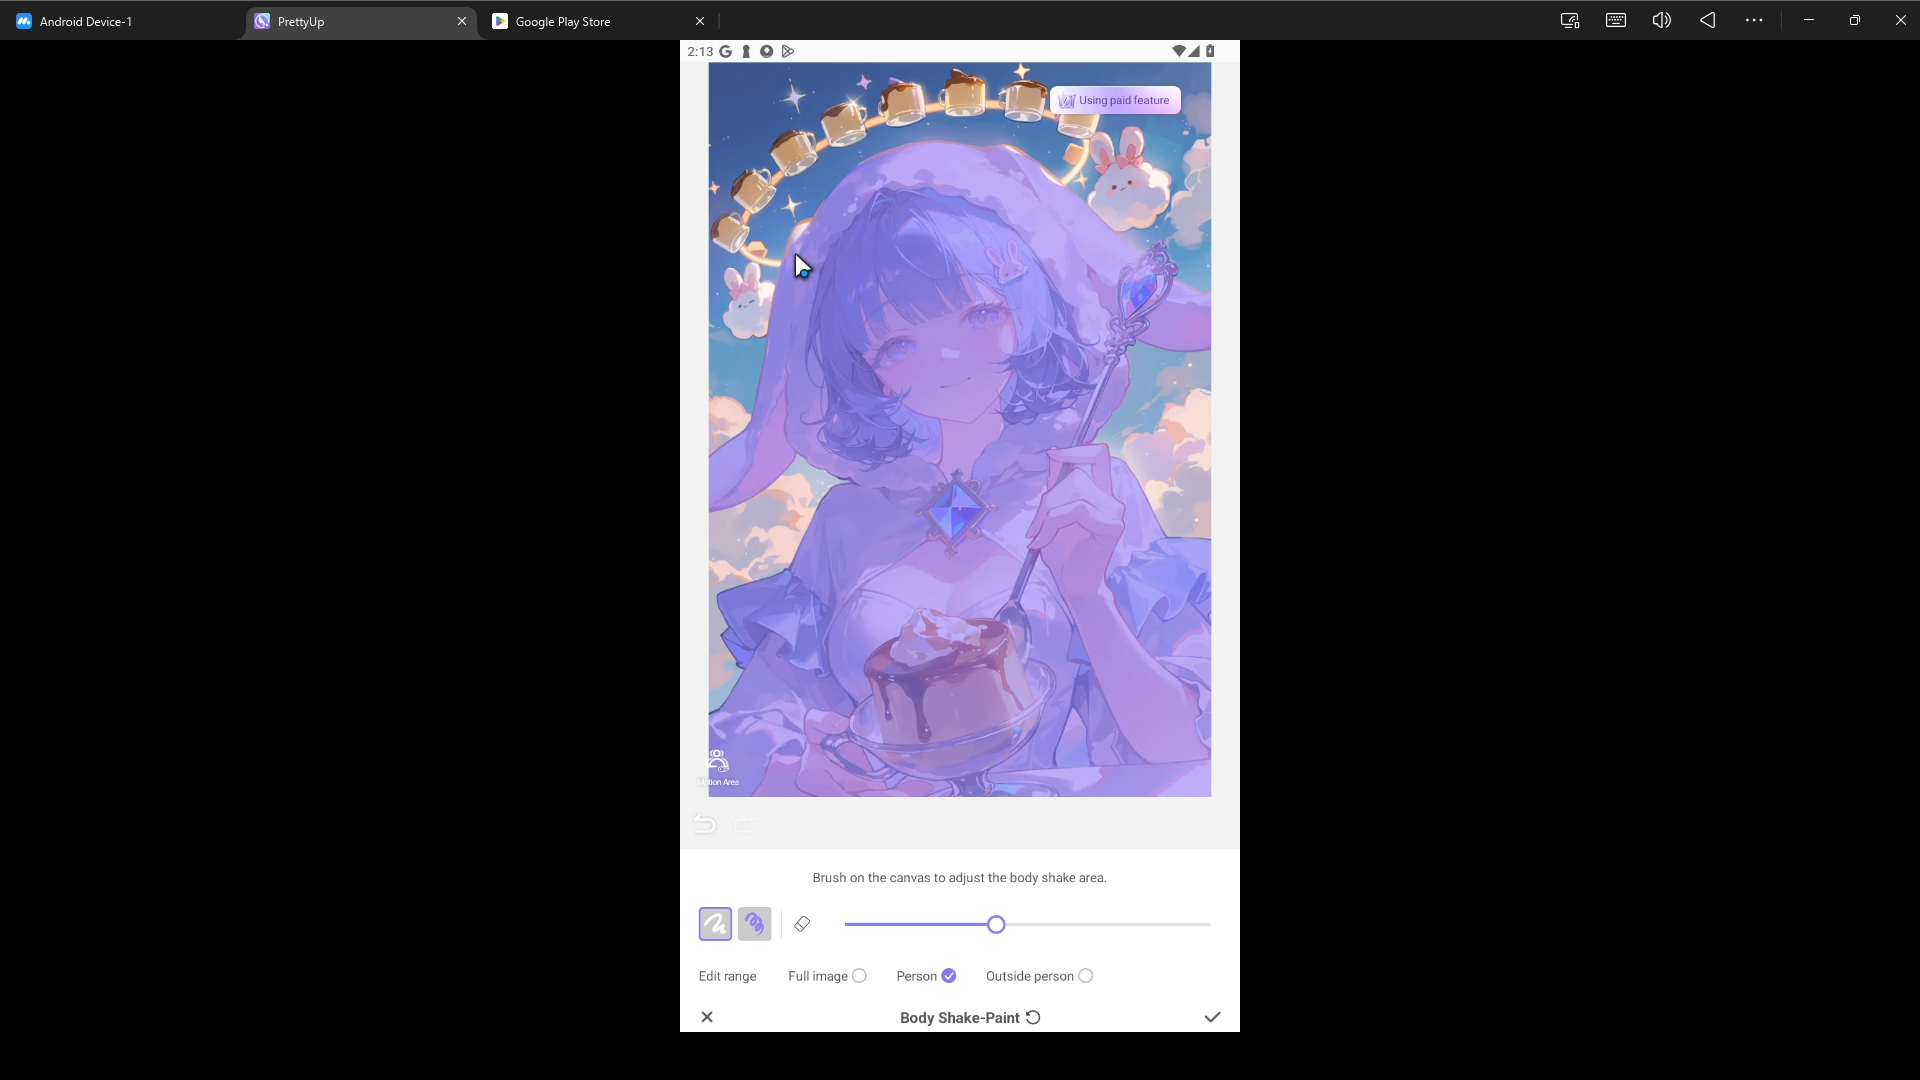 Android Device-1
PrettyUp
Google Play Store
2:13
Using paid feature
Motion Area
Brush on the canvas to adjust the body shake area.
Edit range
Full image
Person
Outside person
Body Shake-Paint